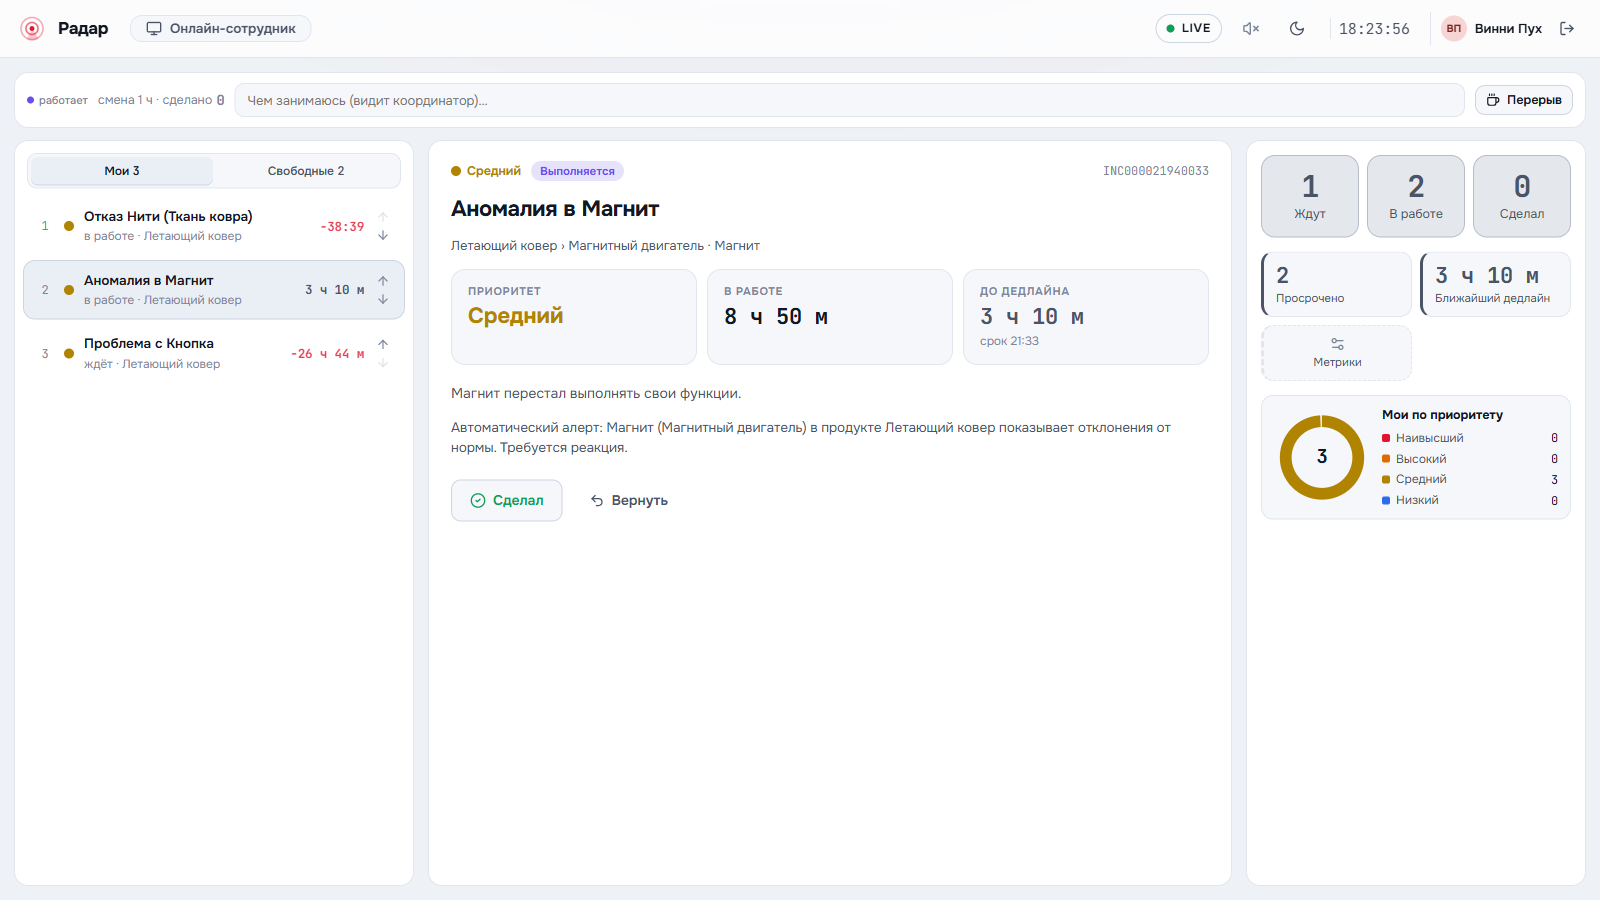 Радар
Онлайн-сотрудник
LIVE
18:23:56
ВП
Винни Пух
работает
смена 1 ч · сделано 0
Чем занимаюсь (видит координатор)...
Перерыв
Мои 3
Свободные 2
1
Отказ Нити (Ткань ковра)
в работе · Летающий ковер
-38:39
2
Аномалия в Магнит
в работе · Летающий ковер
3 ч 10 м
3
Проблема с Кнопка
ждёт · Летающий ковер
-26 ч 44 м
Средний
Выполняется
INC000021940033
Аномалия в Магнит
Летающий ковер › Магнитный двигатель · Магнит
ПРИОРИТЕТ
Средний
В РАБОТЕ
8 ч 50 м
ДО ДЕДЛАЙНА
3 ч 10 м
срок 21:33
Магнит перестал выполнять свои функции.
Автоматический алерт: Магнит (Магнитный двигатель) в продукте Летающий ковер показывает отклонения от
нормы. Требуется реакция.
Сделал
Вернуть
1
Ждут
2
В работе
0
Сделал
2
Просрочено
3 ч 10 м
Ближайший дедлайн
Метрики
3
Мои по приоритету
Наивысший 0
Высокий 0
Средний 3
Низкий 0